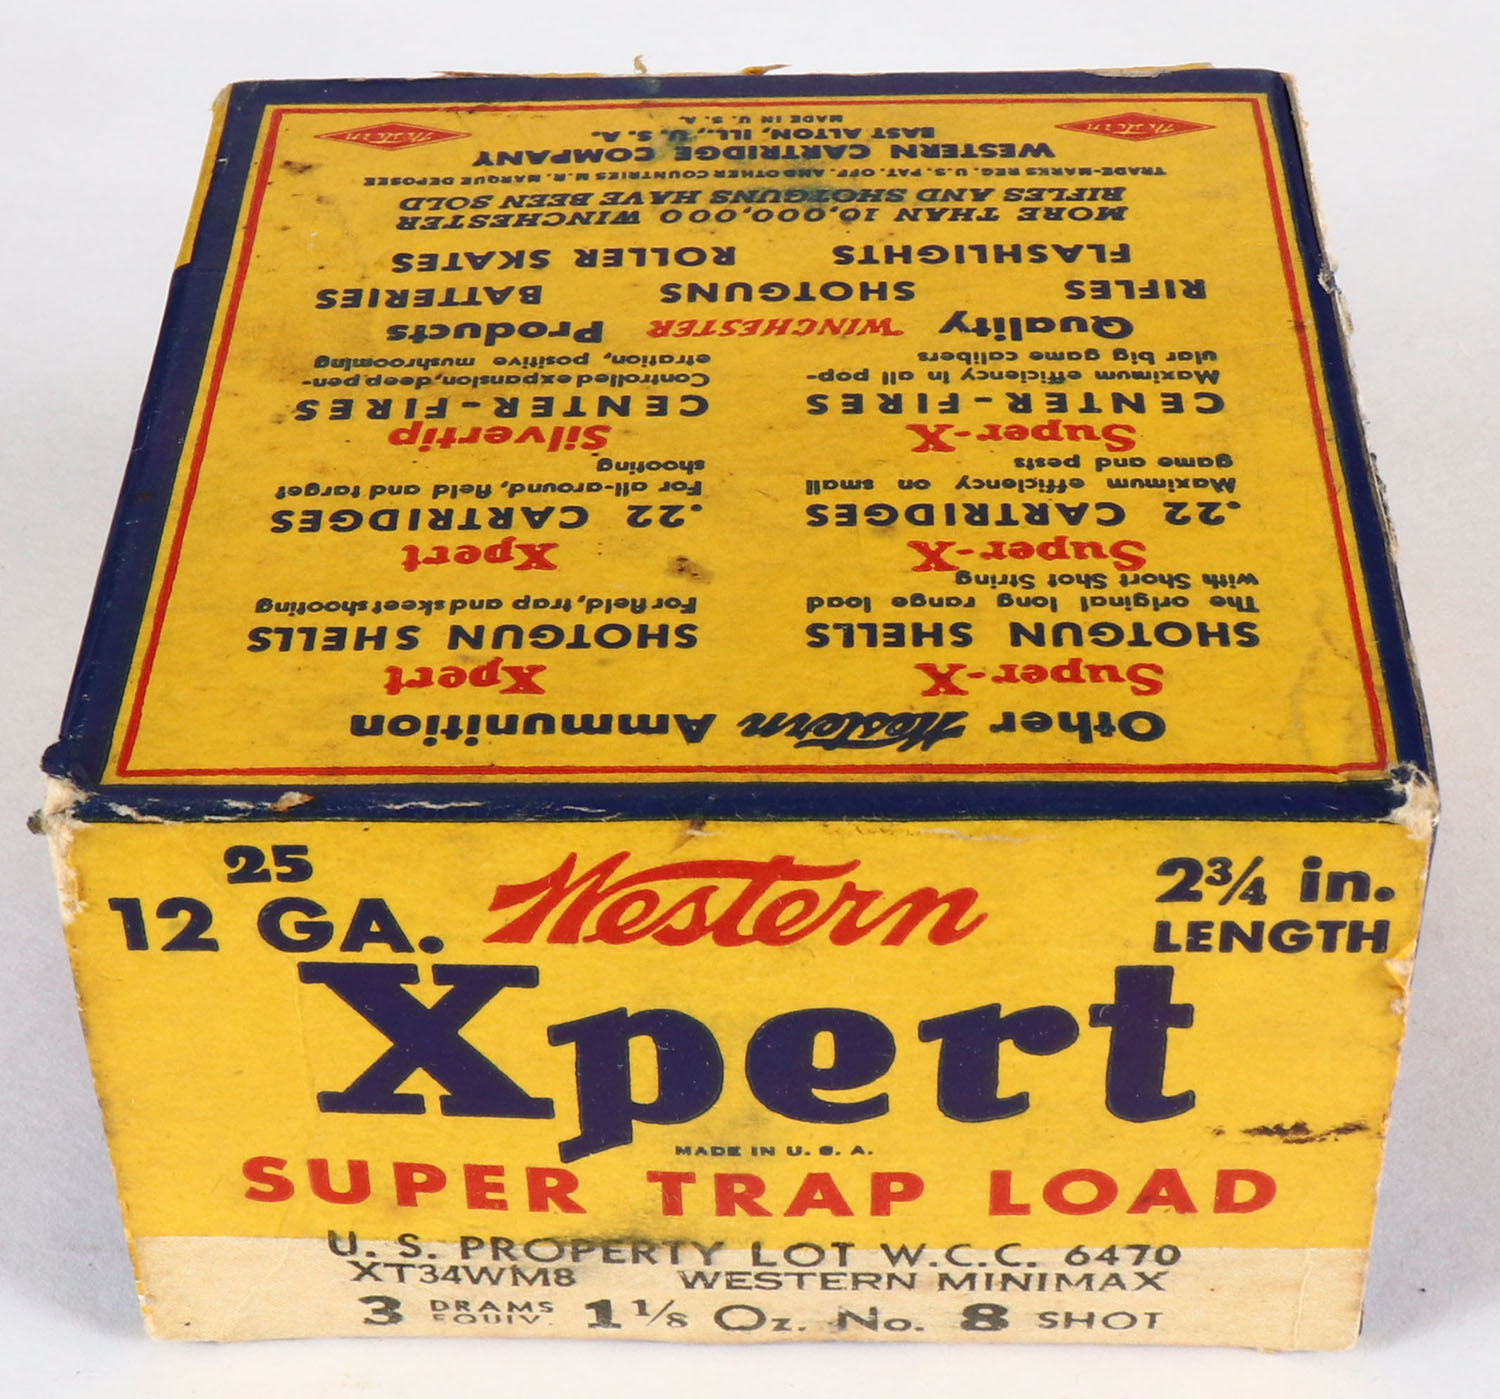 25
12 GA.
Western
2¾ in.
LENGTH
Xpert
MADE IN U. S. A.
SUPER TRAP LOAD
U. S. PROPERTY LOT W.C.C. 6470
XT34WM8 WESTERN MINIMAX
3 DRAMS EQUIV. 1 1/8 Oz. No. 8 SHOT
Other Western Ammunition
Super-X
SHOTGUN SHELLS
The original long range load
with Short Shot String
Xpert
SHOTGUN SHELLS
For field, trap and skeet shooting
Super-X
.22 CARTRIDGES
Maximum efficiency on small
game and pests
Xpert
.22 CARTRIDGES
For all-around, field and target
shooting
Super-X
CENTER-FIRES
Maximum efficiency in all pop-
ular big game calibers
Silvertip
CENTER-FIRES
Controlled expansion, deep pen-
etration, positive mushrooming
Quality WINCHESTER Products
RIFLES SHOTGUNS BATTERIES
FLASHLIGHTS ROLLER SKATES
MORE THAN 10,000,000 WINCHESTER
RIFLES AND SHOTGUNS HAVE BEEN SOLD
TRADE-MARKS REG. U.S. PAT. OFF. AND OTHER COUNTRIES M.R. MARQUE DEPOSEE
WESTERN CARTRIDGE COMPANY
EAST ALTON, ILL., U. S. A.
MADE IN U. S. A.
Western
Western